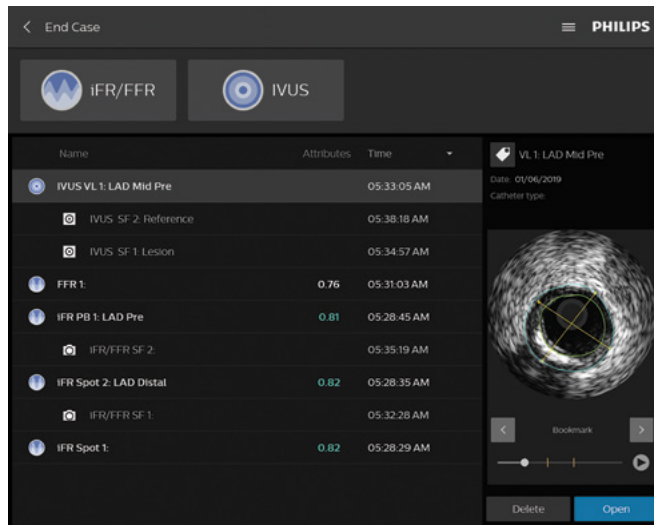 End Case
PHILIPS
iFR/FFR
IVUS
Name Attributes Time
IVUS VL 1: LAD Mid Pre 05:33:05 AM
IVUS SF 2: Reference 05:38:18 AM
IVUS SF 1: Lesion 05:34:57 AM
FFR 1: 0.76 05:31:03 AM
iFR PB 1: LAD Pre 0.81 05:28:45 AM
iFR/FFR SF 2: 05:35:19 AM
iFR Spot 2: LAD Distal 0.82 05:28:35 AM
iFR/FFR SF 1: 05:32:28 AM
iFR Spot 1: 0.82 05:28:29 AM
VL 1: LAD Mid Pre
Date: 01/06/2019
Catheter type:
Bookmark
Delete
Open